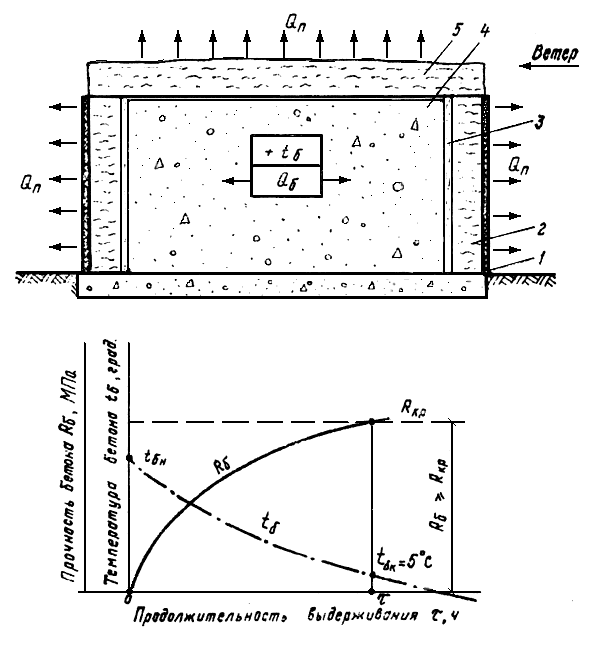 Qп
5
4
Ветер
3
+ tб
Qб
Qп
Qп
2
1
Прочность бетона Rб, МПа
Температура бетона tб, град.
Rкр
tбн
Rб
tб
Rб ≥ Rкр
tбк=5°С
0
τ
Продолжительность выдерживания τ, ч